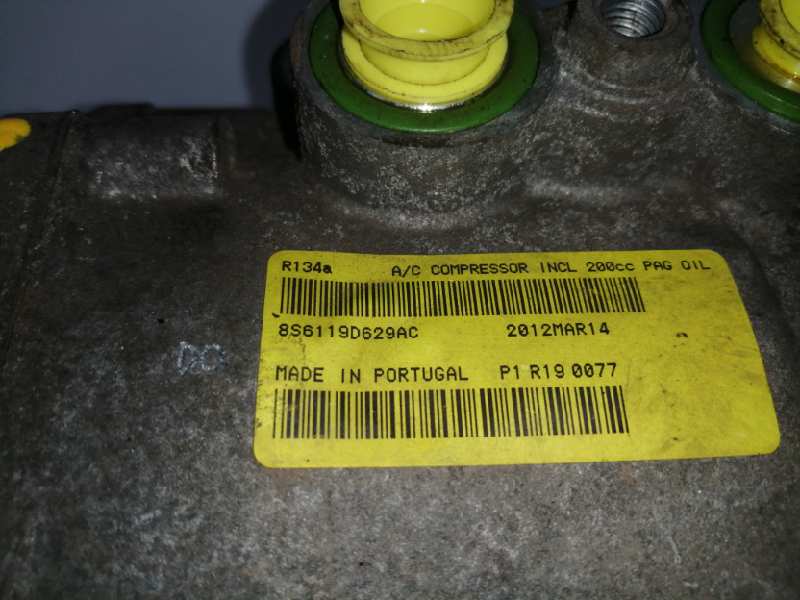 R134a A/C COMPRESSOR INCL 200cc PAG OIL
8S6119D629AC 2012MAR14
MADE IN PORTUGAL P1 R19 0077